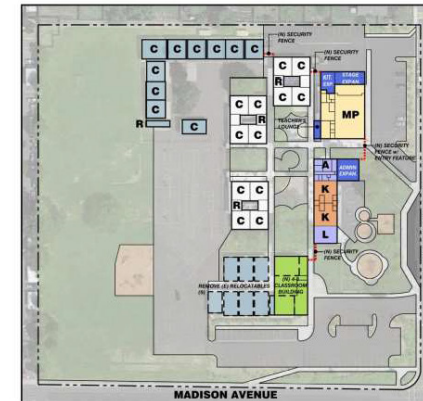 (N) SECURITY
FENCE
(N) SECURITY
FENCE
C C C C C C
C C
C C
C
C
C
R
C
R
KIT.
EXP.
STAGE
EXPAN.
MP
TEACHER'S
LOUNGE
C C
R
C C
(N) SECURITY
FENCE w/
ENTRY FEATURE
A
ADMIN
EXPAN.
K
K
L
C C
R
C C
(N) SECURITY
FENCE
REMOVE (E) RELOCATABLES
CLASSROOM
BUILDING
MADISON AVENUE